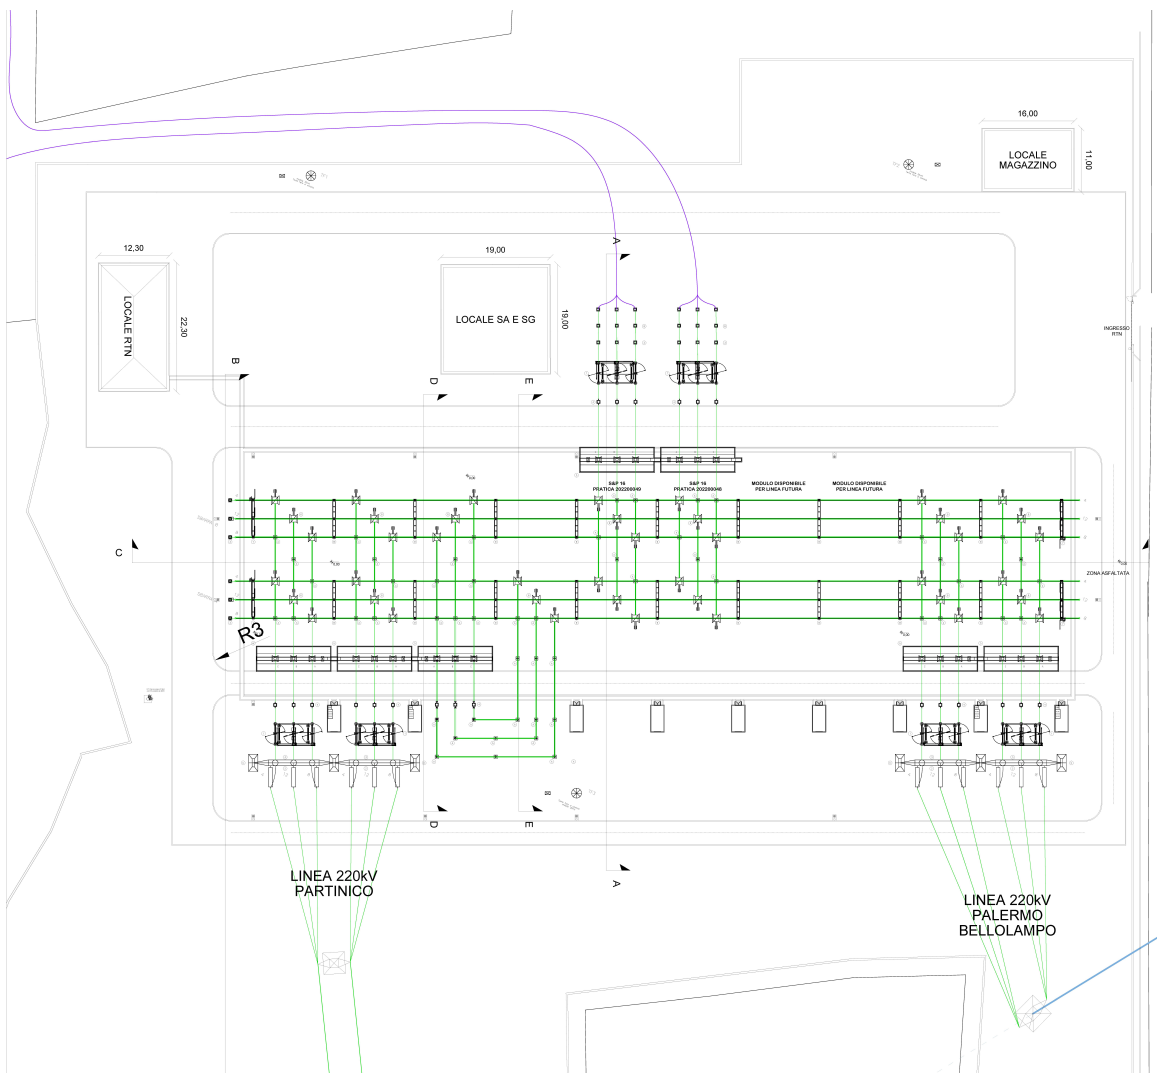 16,00
LOCALE
MAGAZZINO
11,00
12,30
LOCALE RTN
22,30
19,00
LOCALE SA E SG
19,00
A
INGRESSO
RTN
B
D
E
S&P 16
PRATICA 202200049
S&P 16
PRATICA 202200048
MODULO DISPONIBILE
PER LINEA FUTURA
MODULO DISPONIBILE
PER LINEA FUTURA
C
ZONA ASFALTATA
R3
D
E
A
LINEA 220kV
PARTINICO
LINEA 220kV
PALERMO
BELLOLAMPO